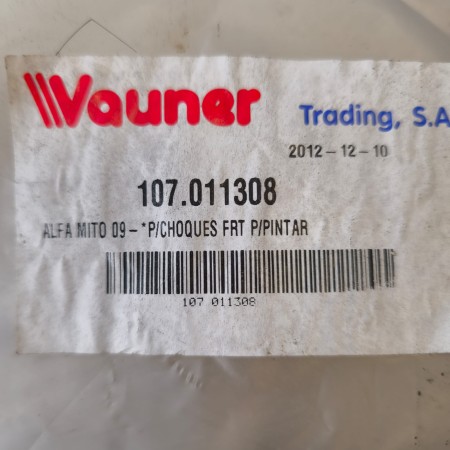 Vauner
Trading, S.A
2012-12-10
107.011308
ALFA MITO 09-*P/CHOQUES FRT P/PINTAR
107 011308